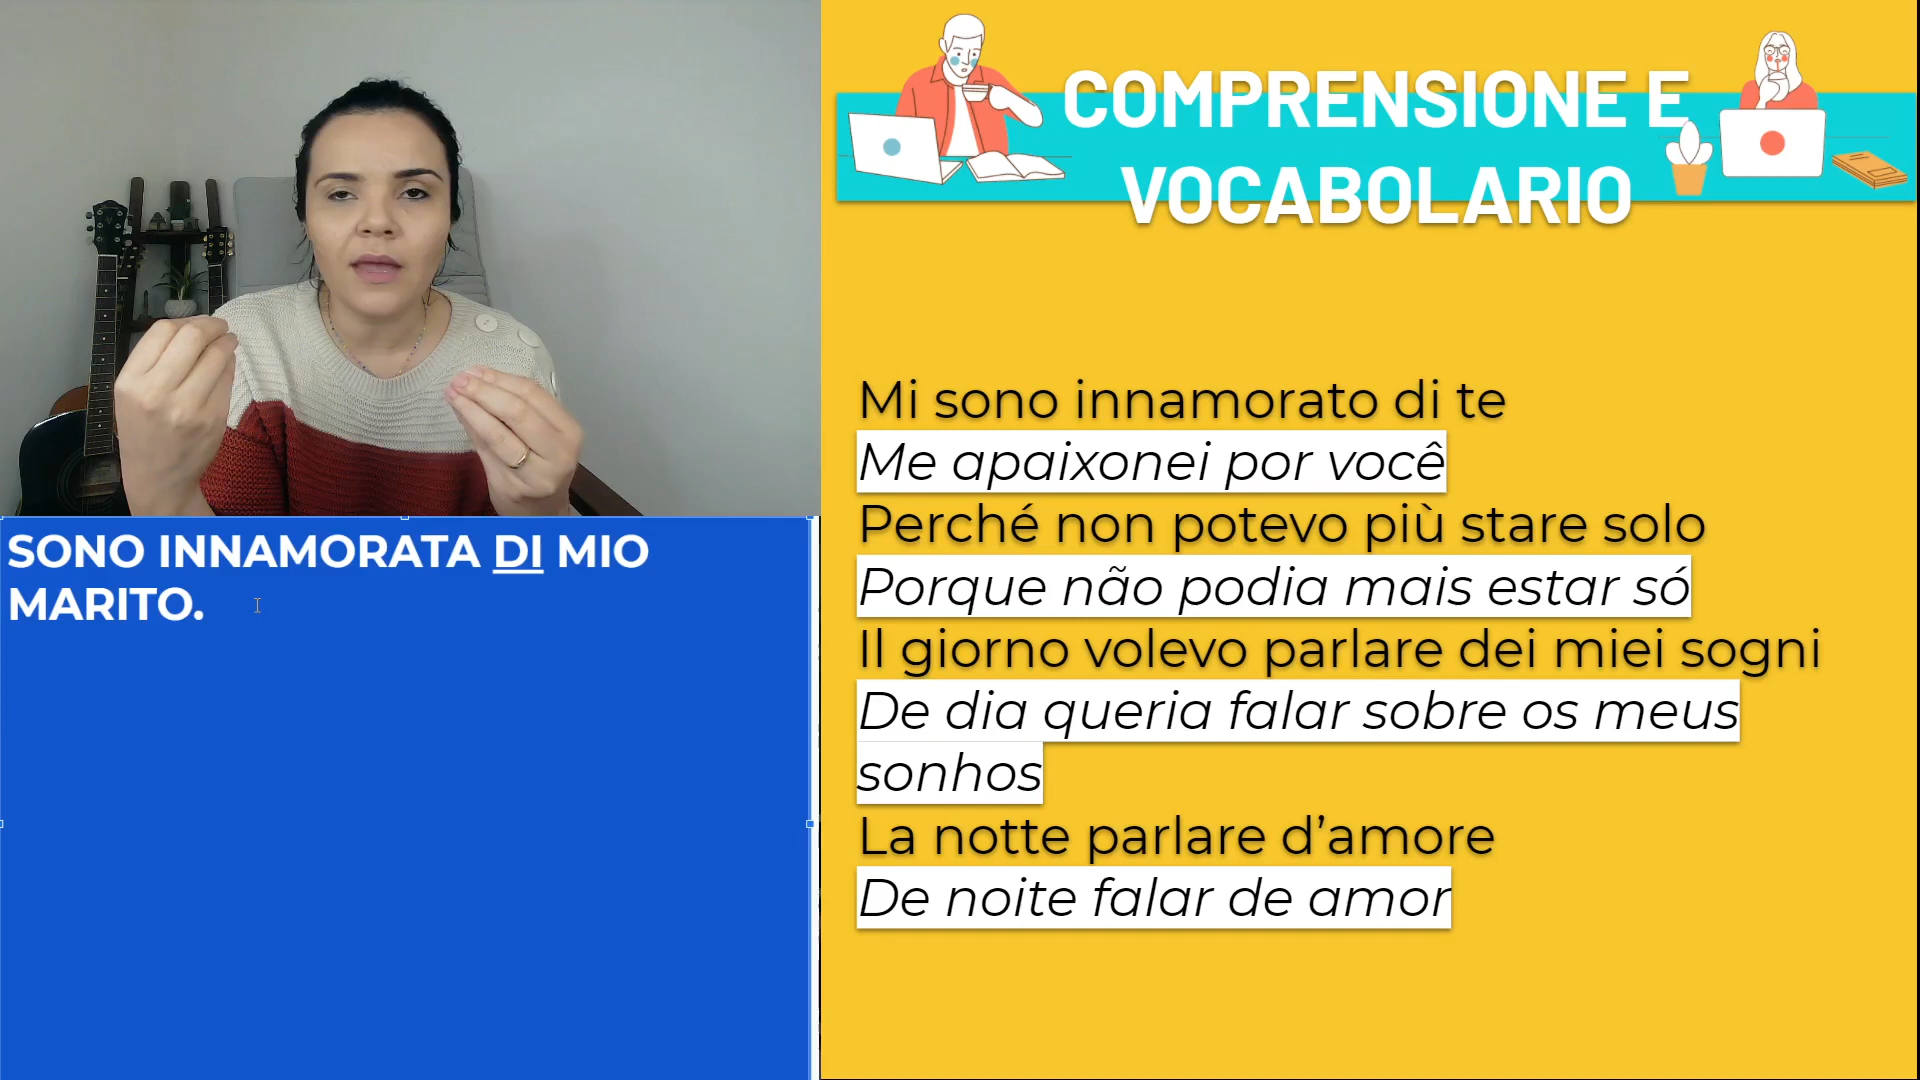 COMPRENSIONE E
VOCABOLARIO
Mi sono innamorato di te
Me apaixonei por você
Perché non potevo più stare solo
Porque não podia mais estar só
Il giorno volevo parlare dei miei sogni
De dia queria falar sobre os meus
sonhos
La notte parlare d’amore
De noite falar de amor
SONO INNAMORATA DI MIO
MARITO.